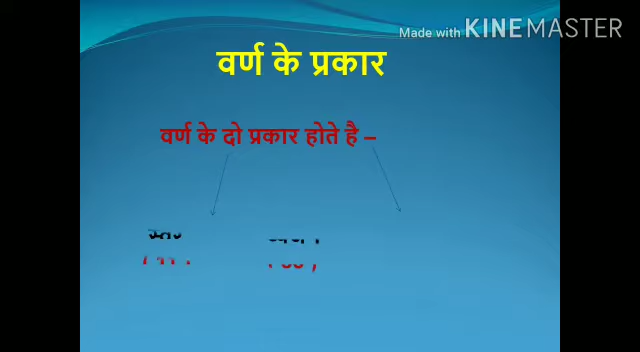 Made with KINEMASTER
वर्ण के प्रकार
वर्ण के दो प्रकार होते है –